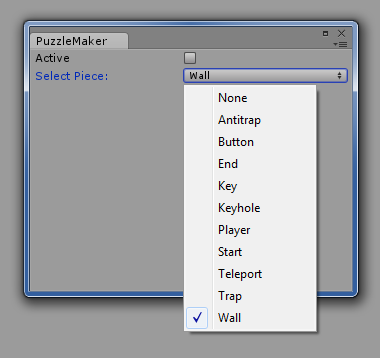 PuzzleMaker
Active
Select Piece: Wall
None
Antitrap
Button
End
Key
Keyhole
Player
Start
Teleport
Trap
Wall